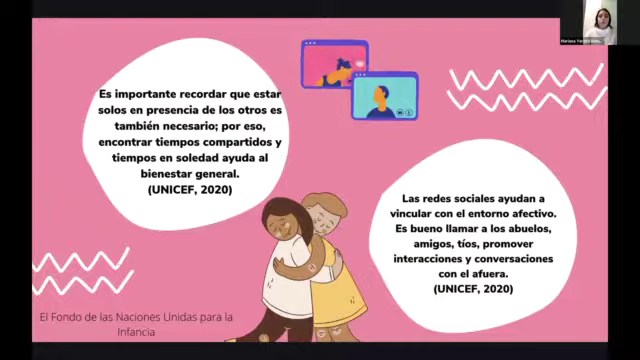 Es importante recordar que estar
solos en presencia de los otros es
también necesario; por eso,
encontrar tiempos compartidos y
tiempos en soledad ayuda al
bienestar general.
(UNICEF, 2020)
Las redes sociales ayudan a
vincular con el entorno afectivo.
Es bueno llamar a los abuelos,
amigos, tíos, promover
interacciones y conversaciones
con el afuera.
(UNICEF, 2020)
El Fondo de las Naciones Unidas para la
Infancia
Mariana